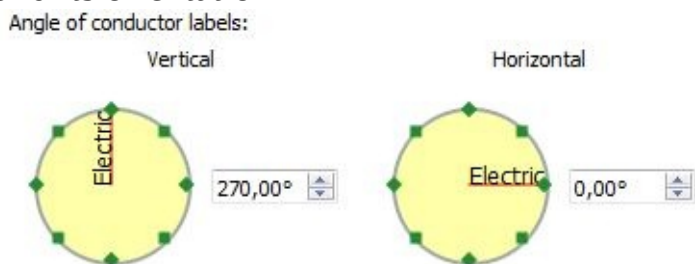 Angle of conductor labels:
Vertical
Horizontal
Electric
270,00°
Electric
0,00°